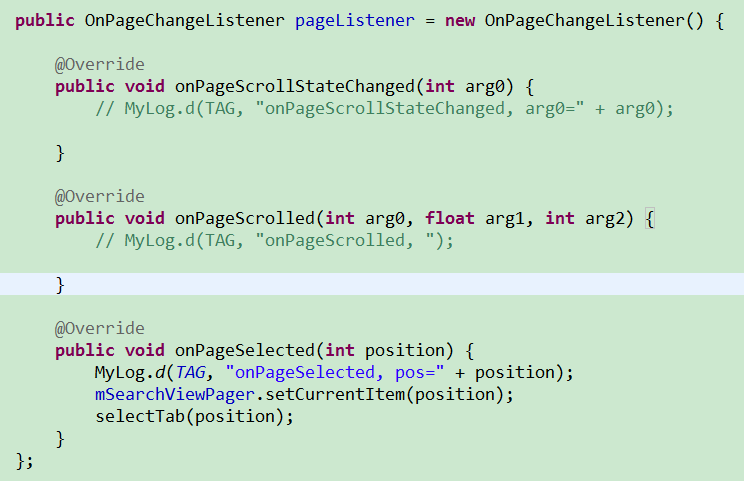 public OnPageChangeListener pageListener = new OnPageChangeListener() {
@Override
public void onPageScrollStateChanged(int arg0) {
// MyLog.d(TAG, "onPageScrollStateChanged, arg0=" + arg0);
}
@Override
public void onPageScrolled(int arg0, float arg1, int arg2) {
// MyLog.d(TAG, "onPageScrolled, ");
}
@Override
public void onPageSelected(int position) {
MyLog.d(TAG, "onPageSelected, pos=" + position);
mSearchViewPager.setCurrentItem(position);
selectTab(position);
}
};